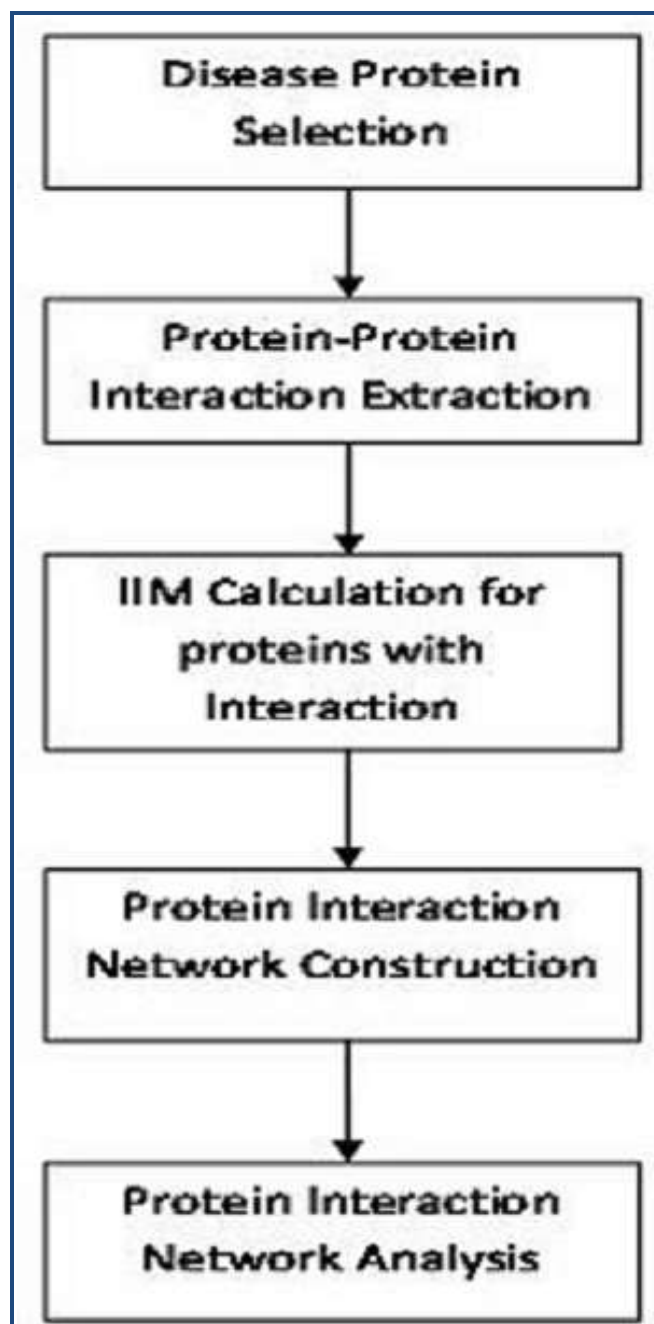 Disease Protein
Selection
Protein-Protein
Interaction Extraction
IIM Calculation for
proteins with
Interaction
Protein Interaction
Network Construction
Protein Interaction
Network Analysis